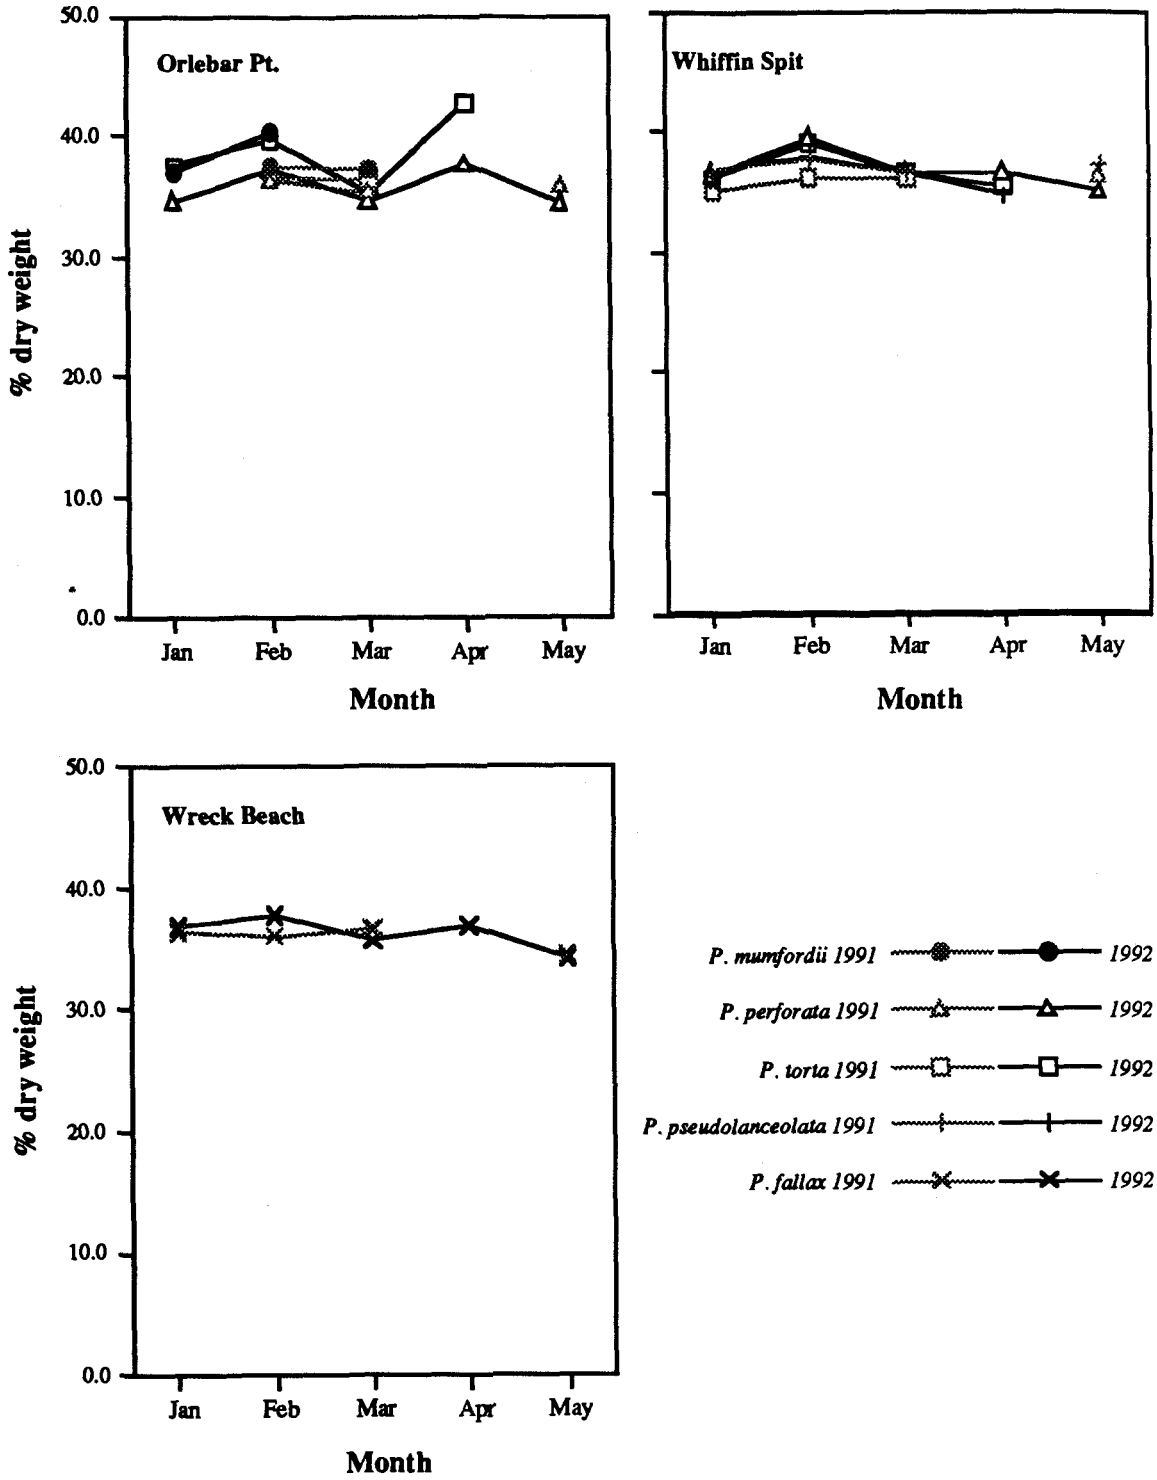 50.0
40.0
30.0
20.0
10.0
0.0
% dry weight
Orlebar Pt.
Jan Feb Mar Apr May
Month
Whiffin Spit
Jan Feb Mar Apr May
Month
50.0
40.0
30.0
20.0
10.0
0.0
% dry weight
Wreck Beach
Jan Feb Mar Apr May
Month
P. mumfordii 1991 1992
P. perforata 1991 1992
P. torta 1991 1992
P. pseudolanceolata 1991 1992
P. fallax 1991 1992